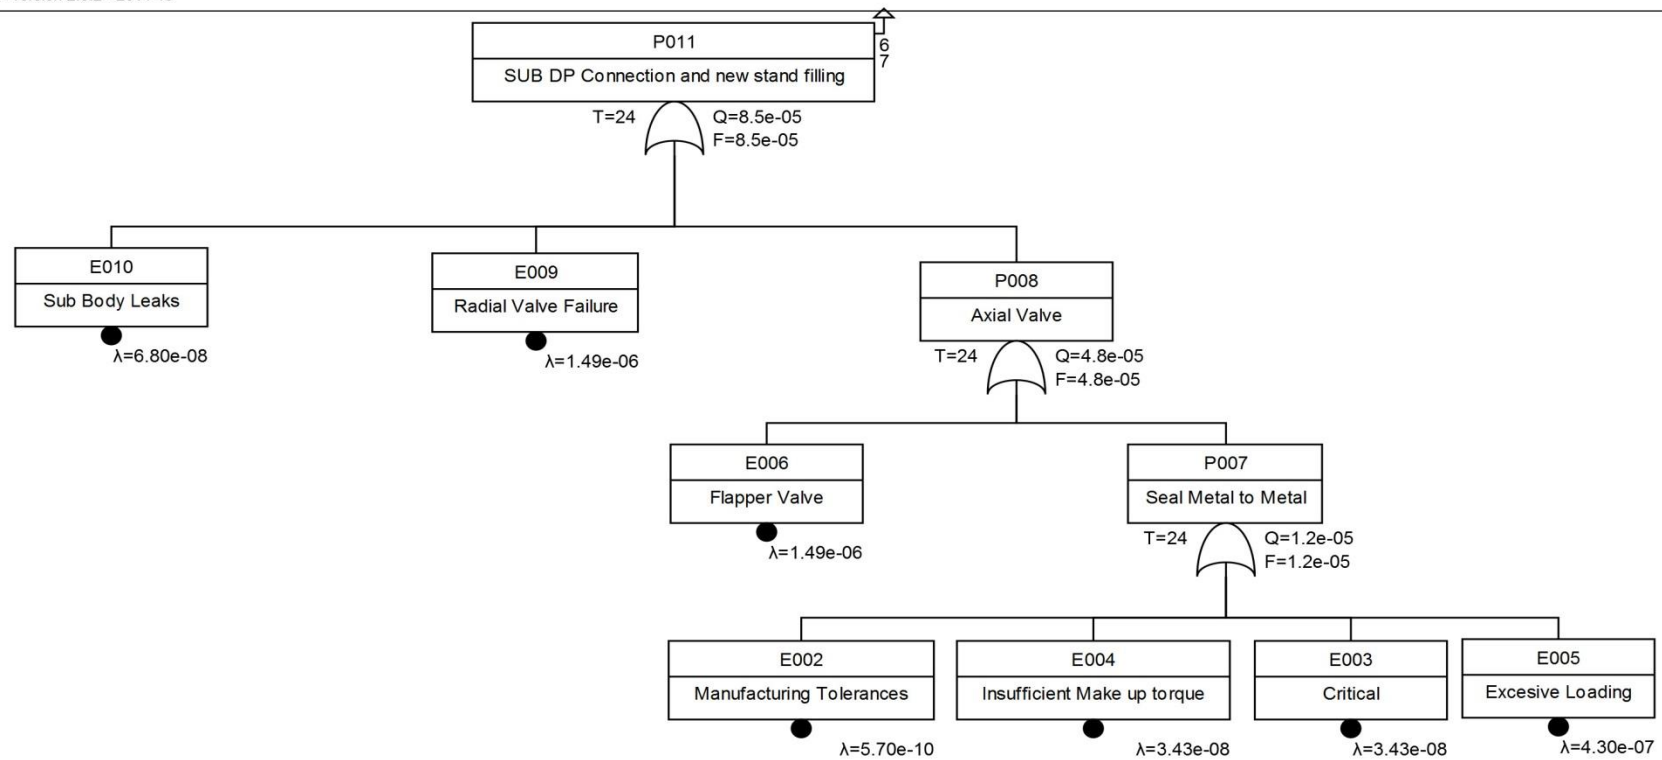 P011
6
7
SUB DP Connection and new stand filling
T=24
Q=8.5e-05
F=8.5e-05
E010
Sub Body Leaks
λ=6.80e-08
E009
Radial Valve Failure
λ=1.49e-06
P008
Axial Valve
T=24
Q=4.8e-05
F=4.8e-05
E006
Flapper Valve
λ=1.49e-06
P007
Seal Metal to Metal
T=24
Q=1.2e-05
F=1.2e-05
E002
Manufacturing Tolerances
λ=5.70e-10
E004
Insufficient Make up torque
λ=3.43e-08
E003
Critical
λ=3.43e-08
E005
Excesive Loading
λ=4.30e-07